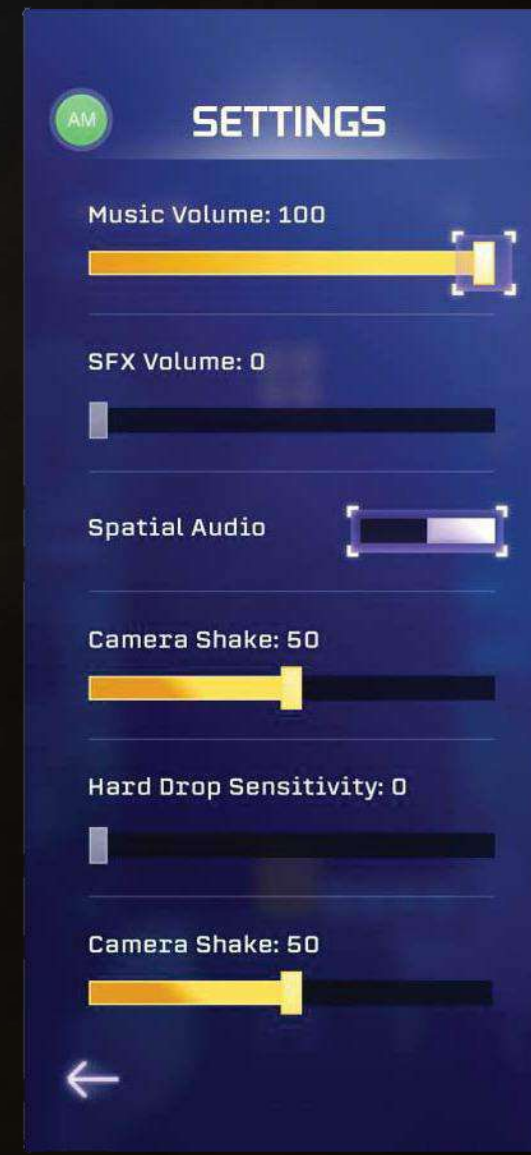 AM
SETTINGS
Music Volume: 100
SFX Volume: 0
Spatial Audio
Camera Shake: 50
Hard Drop Sensitivity: 0
Camera Shake: 50